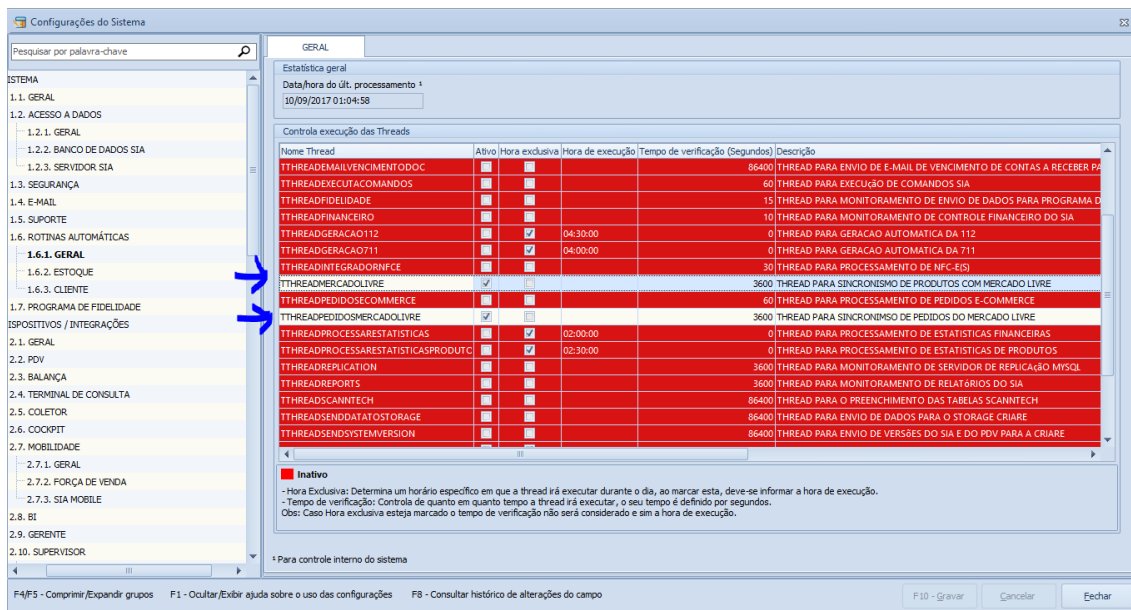 Configurações do Sistema
Pesquisar por palavra-chave
ISTEMA
1.1. GERAL
1.2. ACESSO A DADOS
1.2.1. GERAL
1.2.2. BANCO DE DADOS SIA
1.2.3. SERVIDOR SIA
1.3. SEGURANÇA
1.4. E-MAIL
1.5. SUPORTE
1.6. ROTINAS AUTOMÁTICAS
1.6.1. GERAL
1.6.2. ESTOQUE
1.6.3. CLIENTE
1.7. PROGRAMA DE FIDELIDADE
ISPOSITIVOS / INTEGRAÇÕES
2.1. GERAL
2.2. PDV
2.3. BALANÇA
2.4. TERMINAL DE CONSULTA
2.5. COLETOR
2.6. COCKPIT
2.7. MOBILIDADE
2.7.1. GERAL
2.7.2. FORÇA DE VENDA
2.7.3. SIA MOBILE
2.8. BI
2.9. GERENTE
2.10. SUPERVISOR
GERAL
Estatística geral
Data/hora do últ. processamento ¹
10/09/2017 01:04:58
Controla execução das Threads
Nome Thread Ativo Hora exclusiva Hora de execução Tempo de verificação (Segundos) Descrição
TTHREADEMAILVENCIMENTODOC 86400 THREAD PARA ENVIO DE E-MAIL DE VENCIMENTO DE CONTAS A RECEBER PA
TTHREADEXECUTACOMANDOS 60 THREAD PARA EXECUçãO DE COMANDOS SIA
TTHREADFIDELIDADE 15 THREAD PARA MONITORAMENTO DE ENVIO DE DADOS PARA PROGRAMA D
TTHREADFINANCEIRO 10 THREAD PARA MONITORAMENTO DE CONTROLE FINANCEIRO DO SIA
TTHREADGERACAO112 04:30:00 0 THREAD PARA GERACAO AUTOMATICA DA 112
TTHREADGERACAO711 04:00:00 0 THREAD PARA GERACAO AUTOMATICA DA 711
TTHREADINTEGRADORNFCE 30 THREAD PARA PROCESSAMENTO DE NFC-E(S)
TTHREADMERCADOLIVRE 3600 THREAD PARA SINCRONISMO DE PRODUTOS COM MERCADO LIVRE
TTHREADPEDIDOSECOMMERCE 60 THREAD PARA PROCESSAMENTO DE PEDIDOS E-COMMERCE
TTHREADPEDIDOSMERCADOLIVRE 3600 THREAD PARA SINCRONIMSO DE PEDIDOS DO MERCADO LIVRE
TTHREADPROCESSARESTATISTICAS 02:00:00 0 THREAD PARA PROCESSAMENTO DE ESTATISTICAS FINANCEIRAS
TTHREADPROCESSARESTATISTICASPRODUTC 02:30:00 0 THREAD PARA PROCESSAMENTO DE ESTATISTICAS DE PRODUTOS
TTHREADREPLICATION 3600 THREAD PARA MONITORAMENTO DE SERVIDOR DE REPLICAçãO MYSQL
TTHREADREPORTS 3600 THREAD PARA MONITORAMENTO DE RELATóRIOS DO SIA
TTHREADSCANNTECH 86400 THREAD PARA O PREENCHIMENTO DAS TABELAS SCANNTECH
TTHREADSENDDATATOSTORAGE 86400 THREAD PARA ENVIO DE DADOS PARA O STORAGE CRIARE
TTHREADSENDSYSTEMVERSION 86400 THREAD PARA ENVIO DE VERSõES DO SIA E DO PDV PARA A CRIARE
Inativo
- Hora Exclusiva: Determina um horário específico em que a thread irá executar durante o dia, ao marcar esta, deve-se informar a hora de execução.
- Tempo de verificação: Controla de quanto em quanto tempo a thread irá executar, o seu tempo é definido por segundos.
Obs: Caso Hora exclusiva esteja marcado o tempo de verificação não será considerado e sim a hora de execução.
¹ Para controle interno do sistema
F4/F5 - Comprimir/Expandir grupos F1 - Ocultar/Exibir ajuda sobre o uso das configurações F8 - Consultar histórico de alterações do campo F10 - Gravar Cancelar Fechar